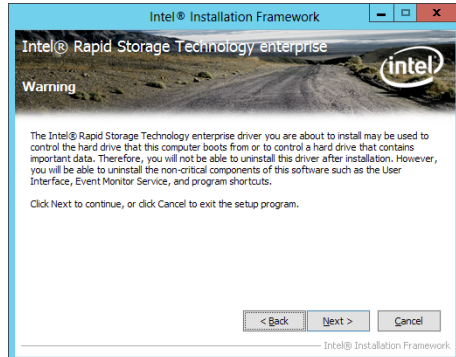 Intel® Installation Framework
Intel® Rapid Storage Technology enterprise
intel
Warning
The Intel® Rapid Storage Technology enterprise driver you are about to install may be used to
control the hard drive that this computer boots from or to control a hard drive that contains
important data. Therefore, you will not be able to uninstall this driver after installation. However,
you will be able to uninstall the non-critical components of this software such as the User
Interface, Event Monitor Service, and program shortcuts.
Click Next to continue, or click Cancel to exit the setup program.
< Back Next > Cancel
Intel® Installation Framework